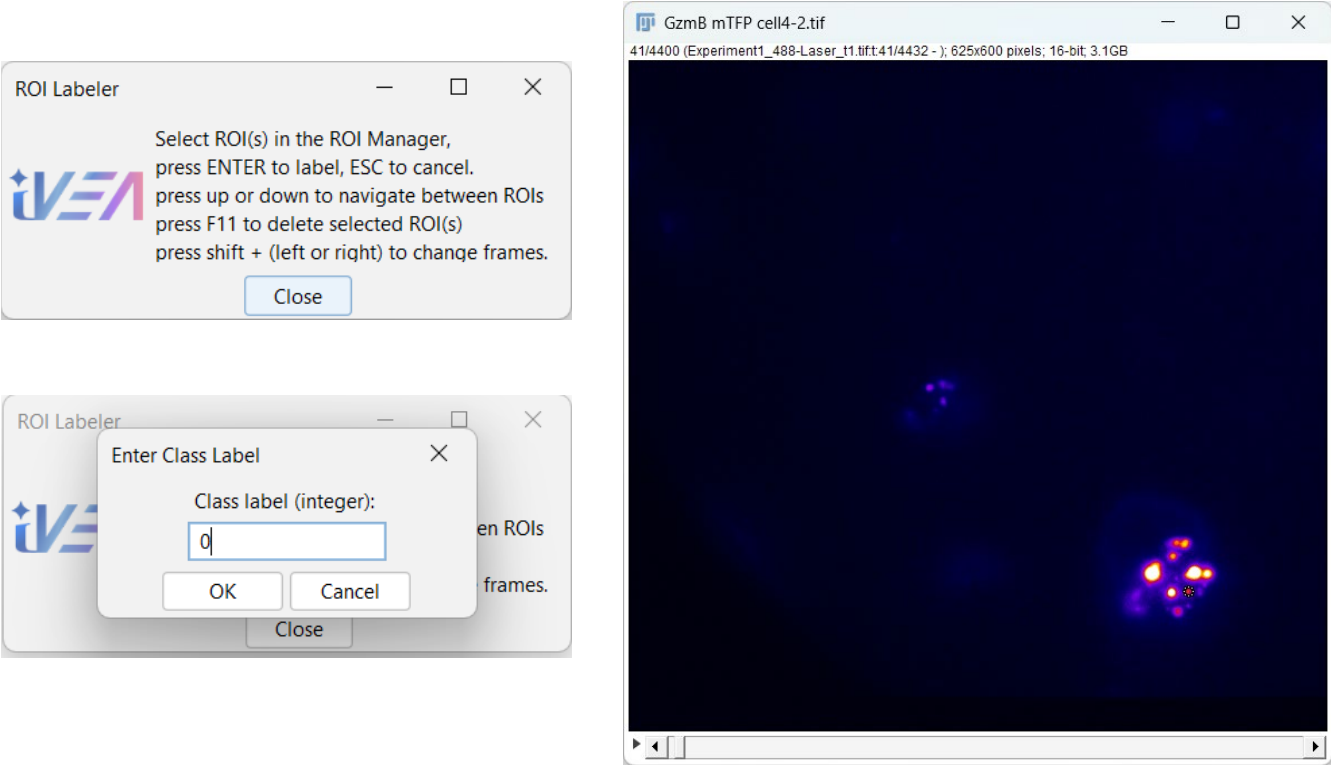 ROI Labeler
Select ROI(s) in the ROI Manager,
press ENTER to label, ESC to cancel.
press up or down to navigate between ROIs
press F11 to delete selected ROI(s)
press shift + (left or right) to change frames.
iVEA
Close
ROI Labeler
Enter Class Label
Class label (integer):
0
OK
Cancel
en ROIs
frames.
Close
GzmB mTFP cell4-2.tif
41/4400 (Experiment1_488-Laser_t1.tif:t:41/4432 - ); 625x600 pixels; 16-bit; 3.1GB